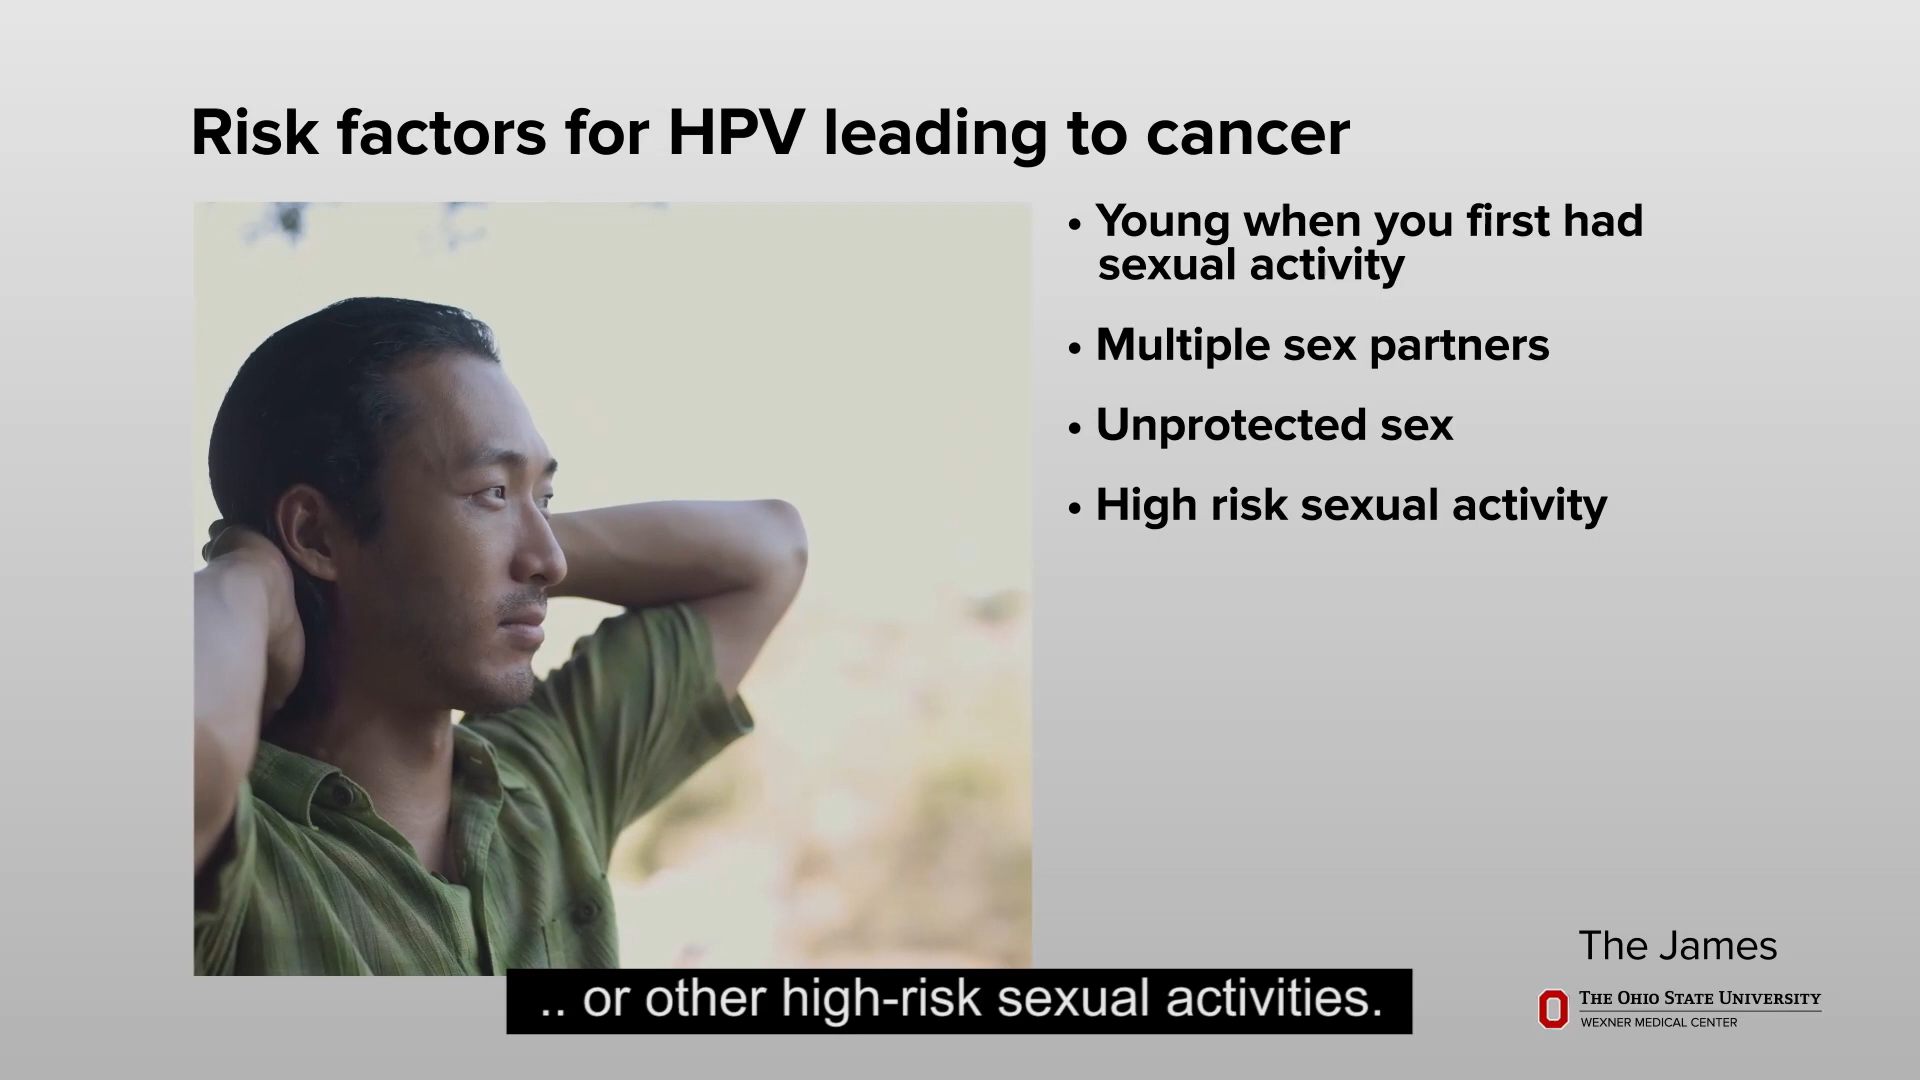 Risk factors for HPV leading to cancer
• Young when you first had
sexual activity
• Multiple sex partners
• Unprotected sex
• High risk sexual activity
.. or other high-risk sexual activities.
The James
THE OHIO STATE UNIVERSITY
WEXNER MEDICAL CENTER